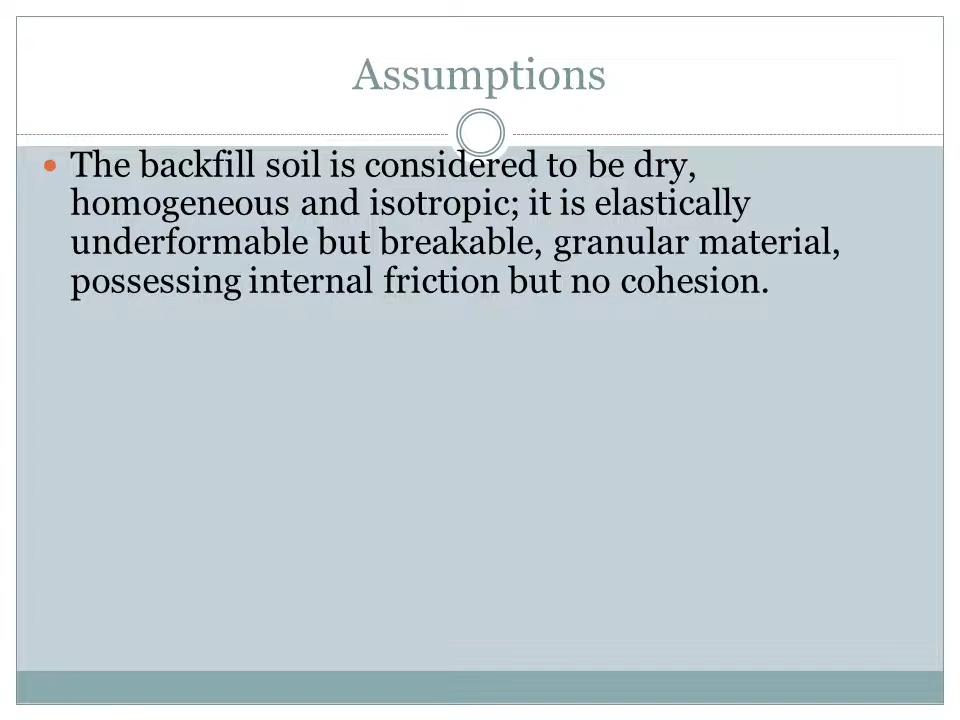 Assumptions
• The backfill soil is considered to be dry,
homogeneous and isotropic; it is elastically
underformable but breakable, granular material,
possessing internal friction but no cohesion.